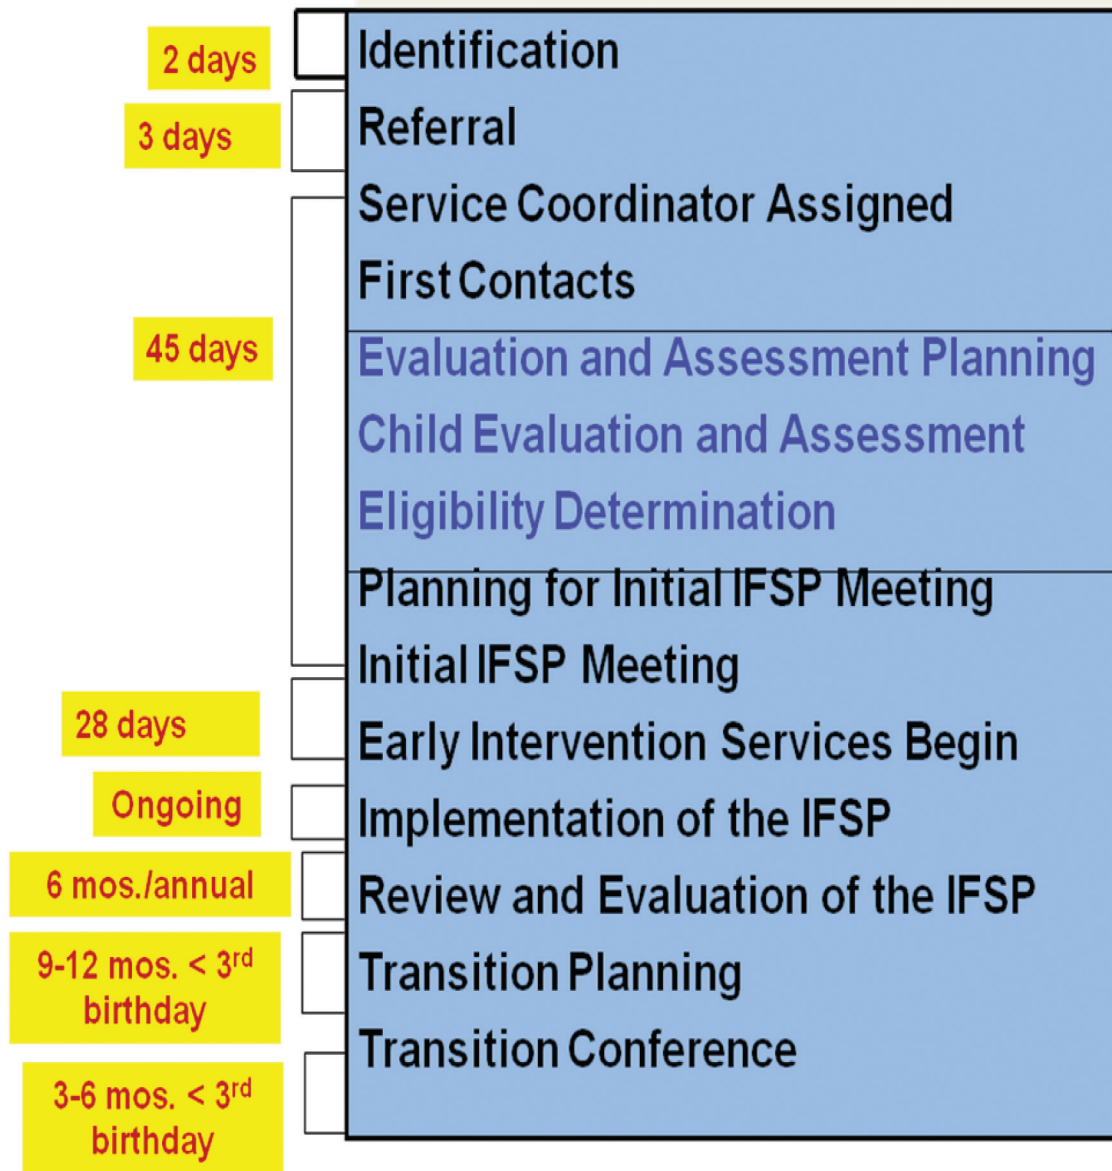 2 days
Identification
3 days
Referral
Service Coordinator Assigned
First Contacts
45 days
Evaluation and Assessment Planning
Child Evaluation and Assessment
Eligibility Determination
Planning for Initial IFSP Meeting
Initial IFSP Meeting
28 days
Early Intervention Services Begin
Ongoing
Implementation of the IFSP
6 mos./annual
Review and Evaluation of the IFSP
9-12 mos. < 3rd
birthday
Transition Planning
Transition Conference
3-6 mos. < 3rd
birthday